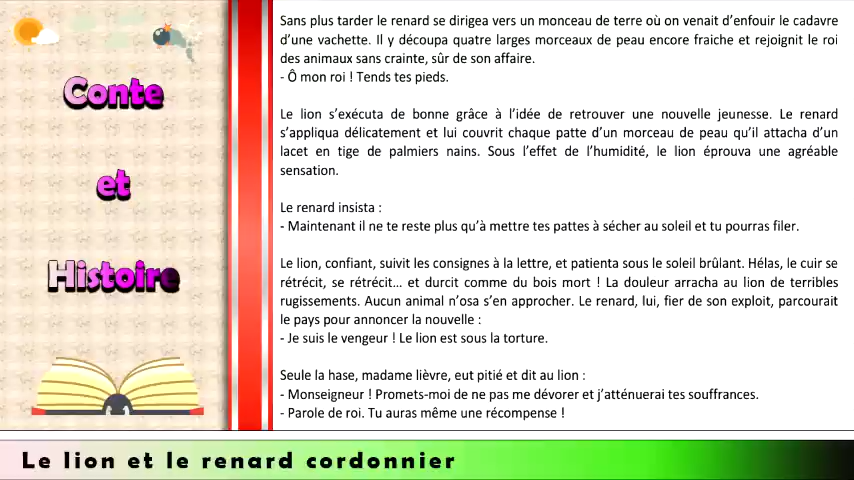 Conte
et
Histoire
Sans plus tarder le renard se dirigea vers un monceau de terre où on venait d’enfouir le cadavre
d’une vachette. Il y découpa quatre larges morceaux de peau encore fraiche et rejoignit le roi
des animaux sans crainte, sûr de son affaire.
- Ô mon roi ! Tends tes pieds.
Le lion s’exécuta de bonne grâce à l’idée de retrouver une nouvelle jeunesse. Le renard
s’appliqua délicatement et lui couvrit chaque patte d’un morceau de peau qu’il attacha d’un
lacet en tige de palmiers nains. Sous l’effet de l’humidité, le lion éprouva une agréable
sensation.
Le renard insista :
- Maintenant il ne te reste plus qu’à mettre tes pattes à sécher au soleil et tu pourras filer.
Le lion, confiant, suivit les consignes à la lettre, et patienta sous le soleil brûlant. Hélas, le cuir se
rétrécit, se rétrécit… et durcit comme du bois mort ! La douleur arracha au lion de terribles
rugissements. Aucun animal n’osa s’en approcher. Le renard, lui, fier de son exploit, parcourait
le pays pour annoncer la nouvelle :
- Je suis le vengeur ! Le lion est sous la torture.
Seule la hase, madame lièvre, eut pitié et dit au lion :
- Monseigneur ! Promets-moi de ne pas me dévorer et j’atténuerai tes souffrances.
- Parole de roi. Tu auras même une récompense !
Le lion et le renard cordonnier